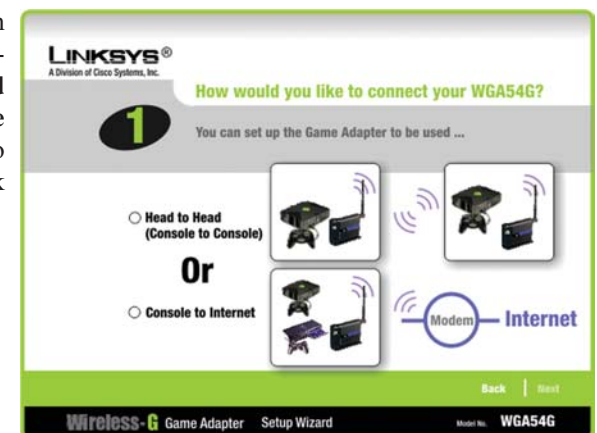 LINKSYS®
A Division of Cisco Systems, Inc.
How would you like to connect your WGA54G?
1
You can set up the Game Adapter to be used ...
Head to Head
(Console to Console)
Or
Console to Internet
Modem
Internet
Back
Next
Wireless-G Game Adapter Setup Wizard
Model No. WGA54G